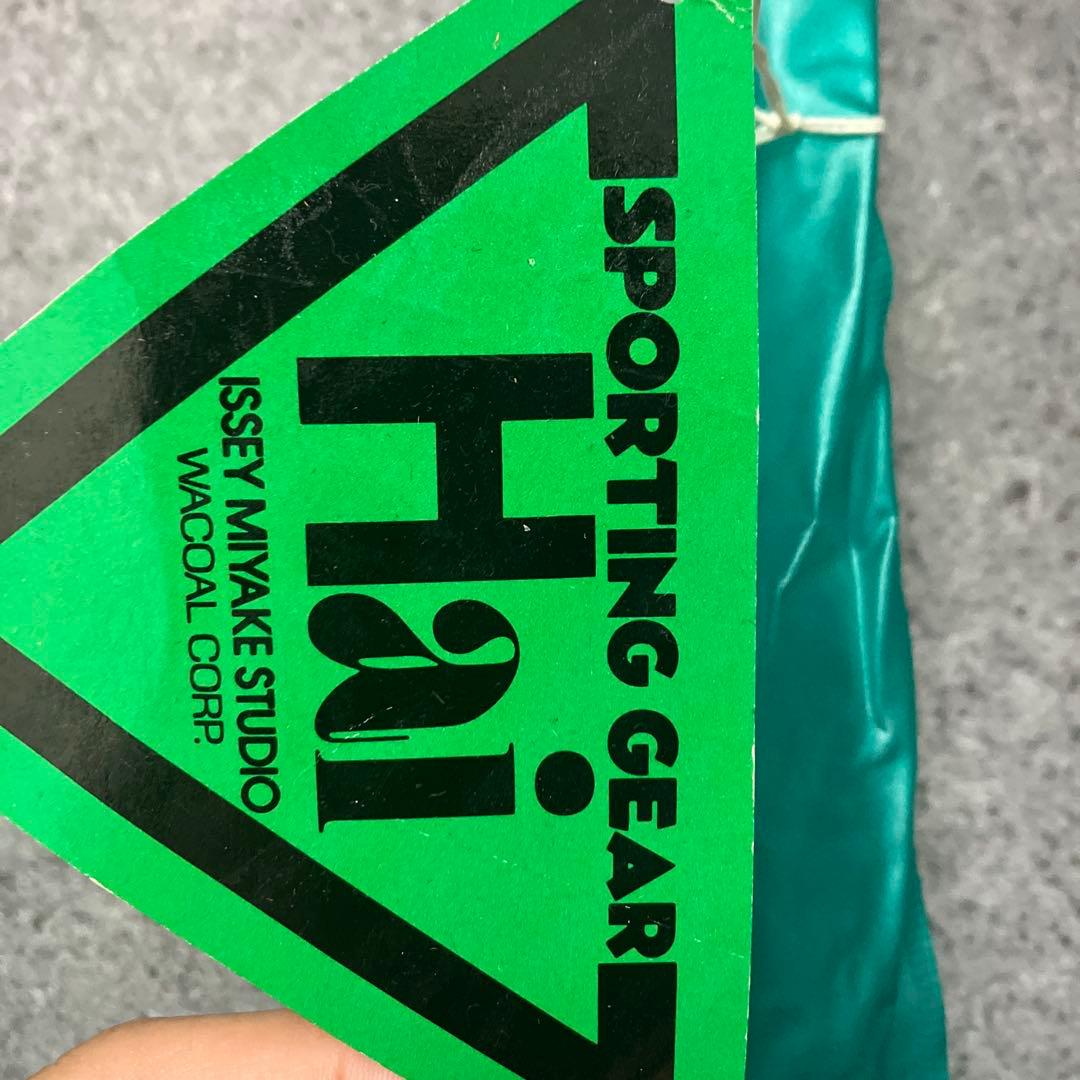 SPORTING GEAR
Hai
ISSEY MIYAKE STUDIO
WACOAL CORP.